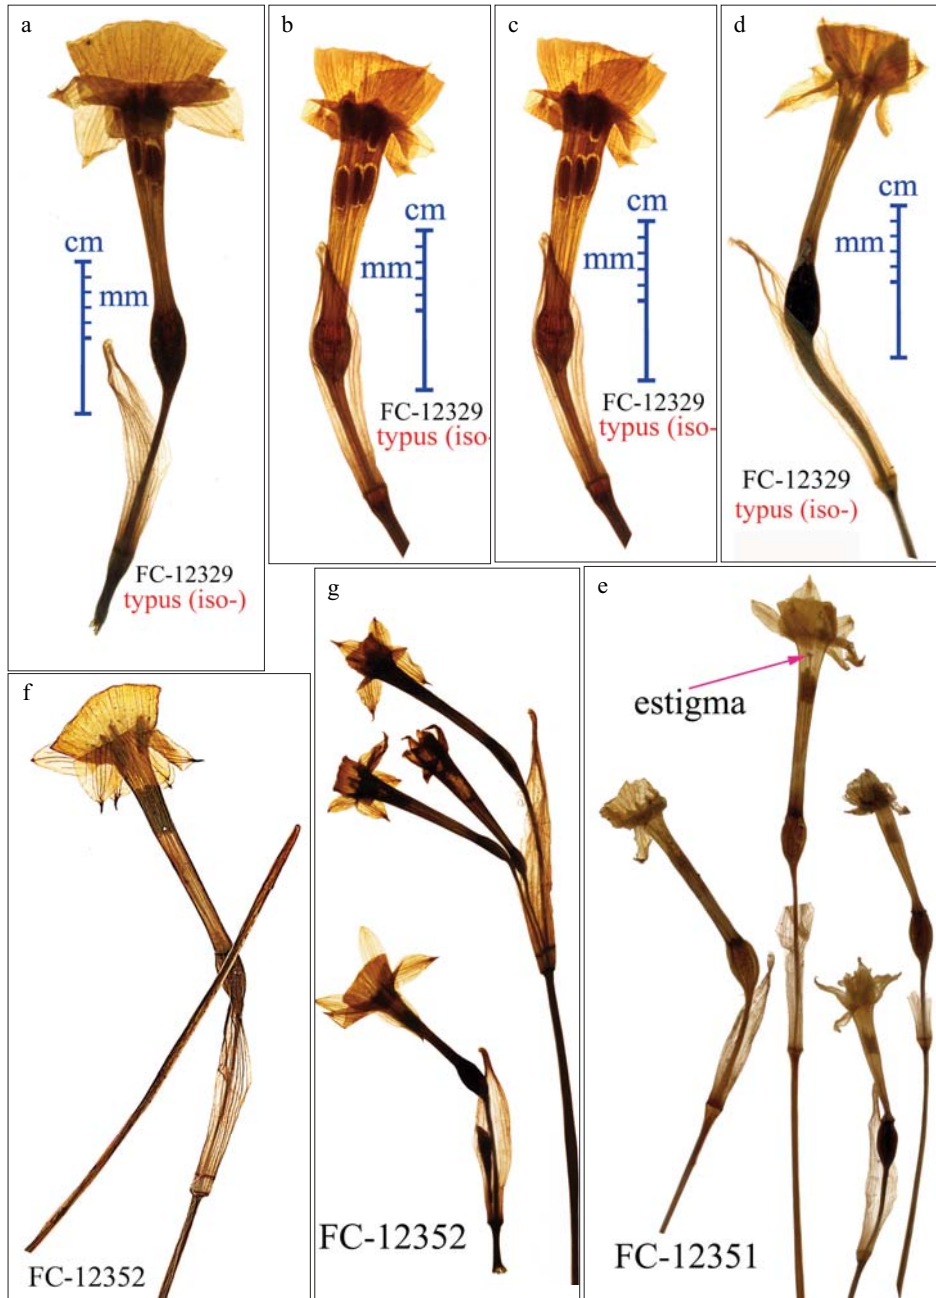 a
cm
mm
FC-12329
typus (iso-)
b
cm
mm
FC-12329
typus (iso-
c
cm
mm
FC-12329
typus (iso-
d
cm
mm
FC-12329
typus (iso-)
f
FC-12352
g
FC-12352
e
estigma
FC-12351